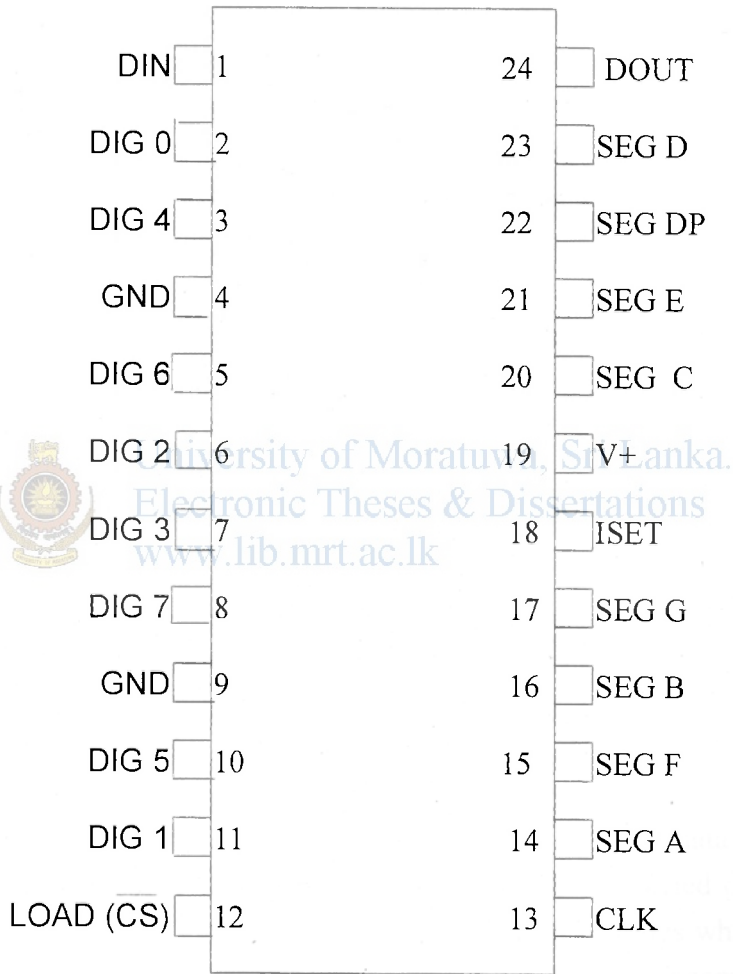 DIN 1 24 DOUT
DIG 0 2 23 SEG D
DIG 4 3 22 SEG DP
GND 4 21 SEG E
DIG 6 5 20 SEG C
DIG 2 6 19 V+
University of Moratuwa, Sri Lanka.
Electronic Theses & Dissertations
DIG 3 7 18 ISET
www.lib.mrt.ac.lk
DIG 7 8 17 SEG G
GND 9 16 SEG B
DIG 5 10 15 SEG F
DIG 1 11 14 SEG A
LOAD (C̅S̅) 12 13 CLK